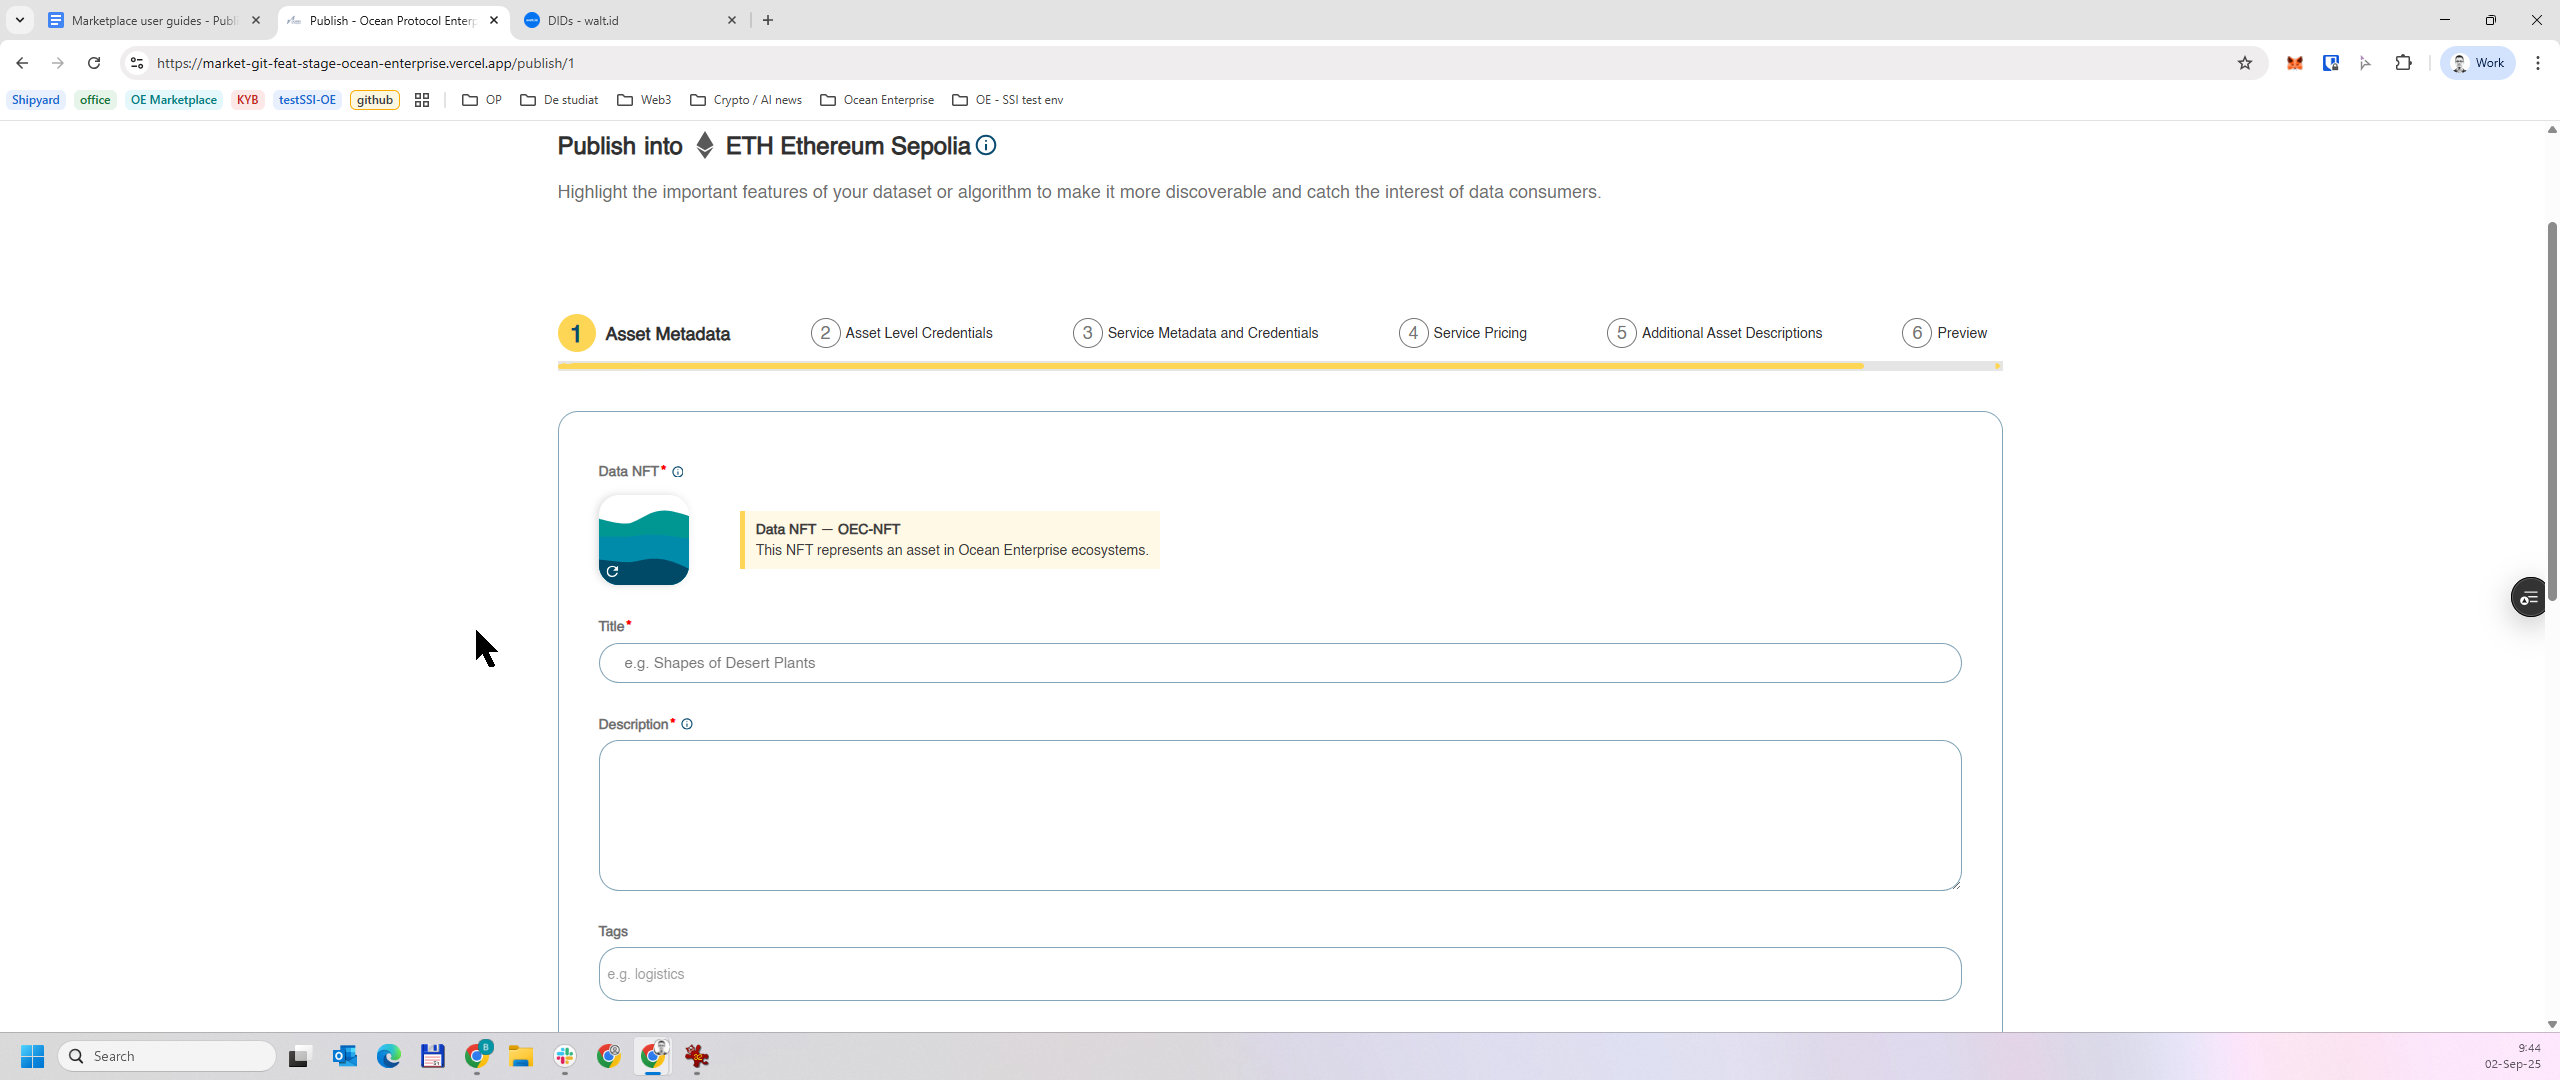 Marketplace user guides - Publ
Publish - Ocean Protocol Enterp
DIDs - walt.id
https://market-git-feat-stage-ocean-enterprise.vercel.app/publish/1
Work
Shipyard
office
OE Marketplace
KYB
testSSI-OE
github
OP
De studiat
Web3
Crypto / AI news
Ocean Enterprise
OE - SSI test env
Publish into ETH Ethereum Sepolia
Highlight the important features of your dataset or algorithm to make it more discoverable and catch the interest of data consumers.
1 Asset Metadata
2 Asset Level Credentials
3 Service Metadata and Credentials
4 Service Pricing
5 Additional Asset Descriptions
6 Preview
Data NFT*
Data NFT — OEC-NFT
This NFT represents an asset in Ocean Enterprise ecosystems.
Title*
e.g. Shapes of Desert Plants
Description*
Tags
e.g. logistics
Search
B
9:44
02-Sep-25